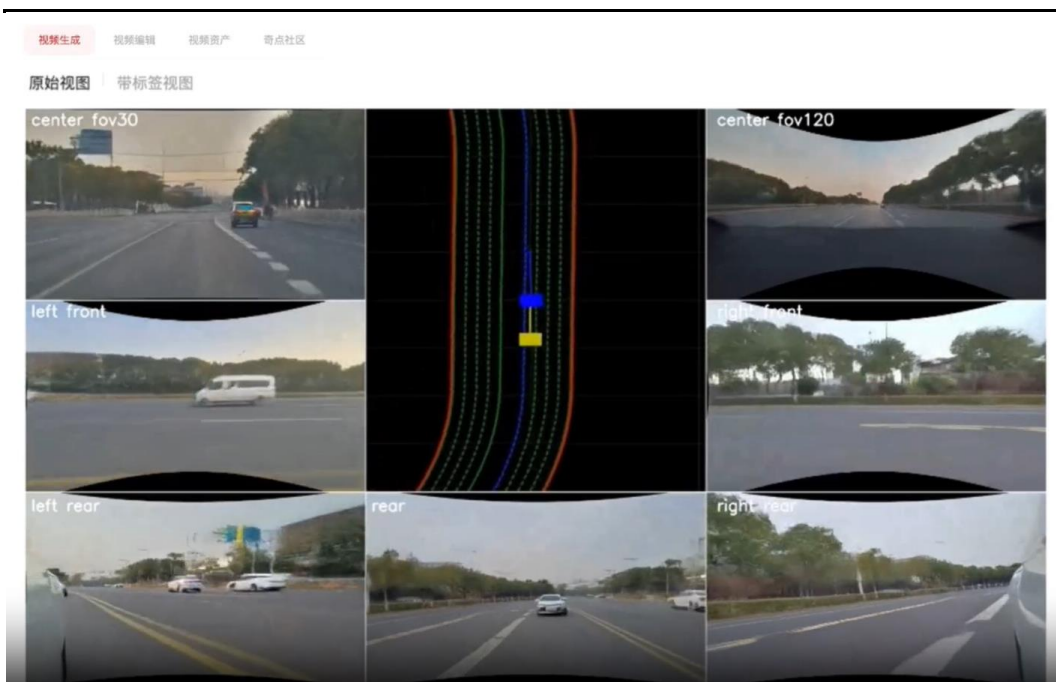 视频生成 视频编辑 视频资产 奇点社区
原始视图 带标签视图
center fov30
center fov120
left front
right front
left rear
rear
right rear